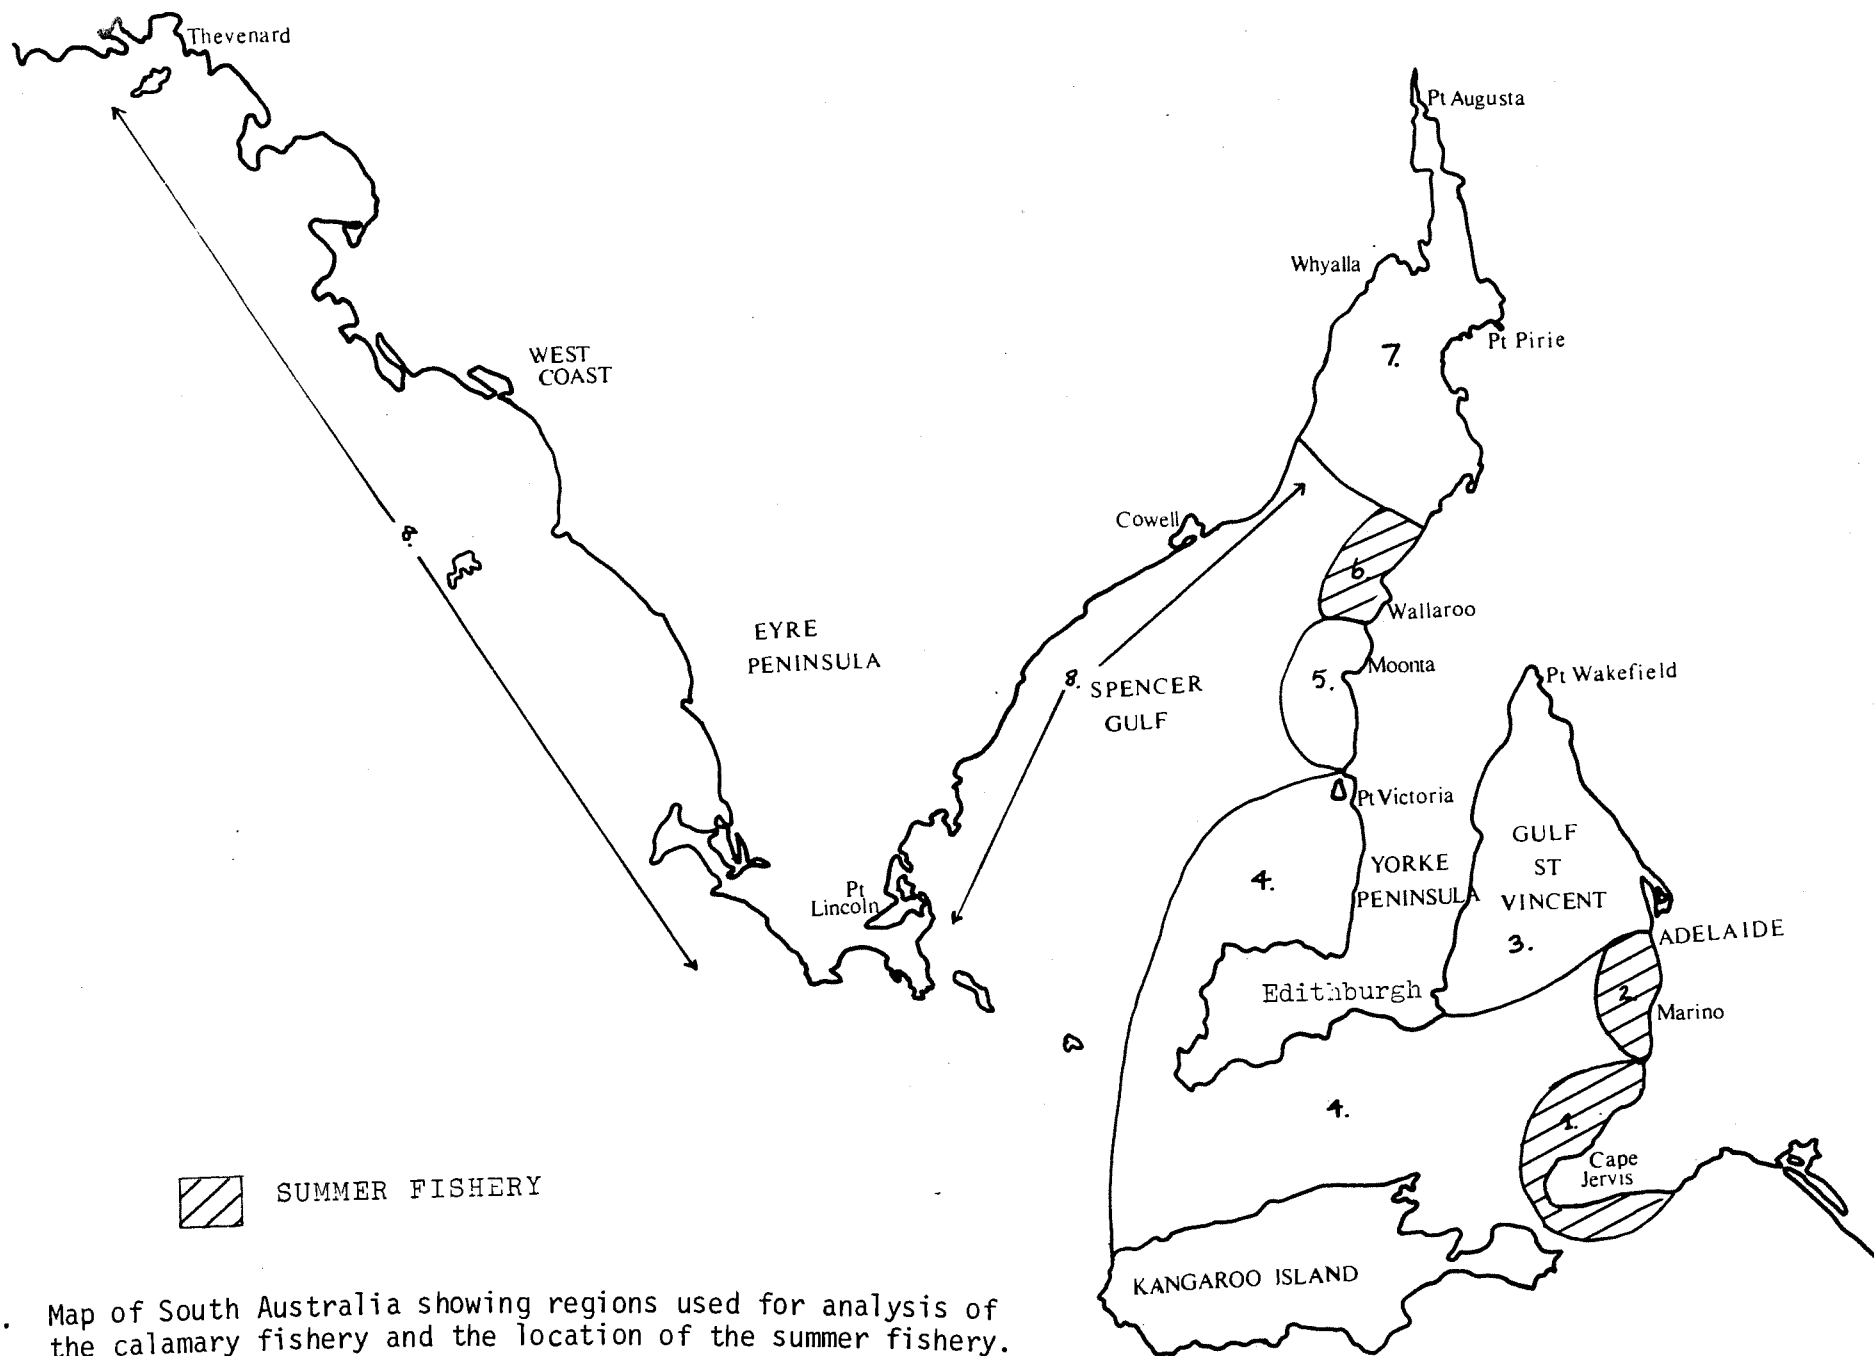 Thevenard
Pt Augusta
Whyalla
Pt Pirie
7.
WEST
COAST
Cowell
8.
6.
Wallaroo
EYRE
PENINSULA
Moonta
5.
Pt Wakefield
8. SPENCER
GULF
Pt Victoria
GULF
ST
VINCENT
YORKE
PENINSULA
4.
Pt
Lincoln
3.
ADELAIDE
Edithburgh
2.
Marino
4.
1.
Cape
Jervis
SUMMER FISHERY
KANGAROO ISLAND
. Map of South Australia showing regions used for analysis of
the calamary fishery and the location of the summer fishery.